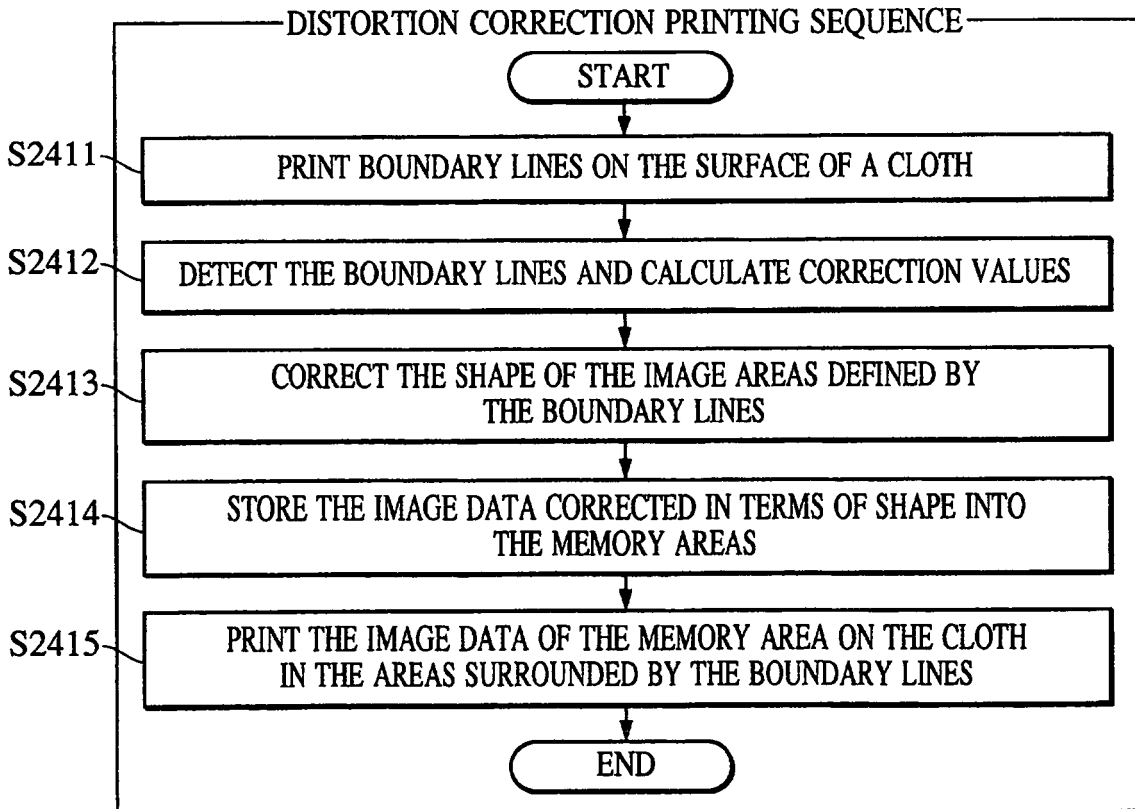 DISTORTION CORRECTION PRINTING SEQUENCE
START
S2411
PRINT BOUNDARY LINES ON THE SURFACE OF A CLOTH
S2412
DETECT THE BOUNDARY LINES AND CALCULATE CORRECTION VALUES
S2413
CORRECT THE SHAPE OF THE IMAGE AREAS DEFINED BY
THE BOUNDARY LINES
S2414
STORE THE IMAGE DATA CORRECTED IN TERMS OF SHAPE INTO
THE MEMORY AREAS
S2415
PRINT THE IMAGE DATA OF THE MEMORY AREA ON THE CLOTH
IN THE AREAS SURROUNDED BY THE BOUNDARY LINES
END